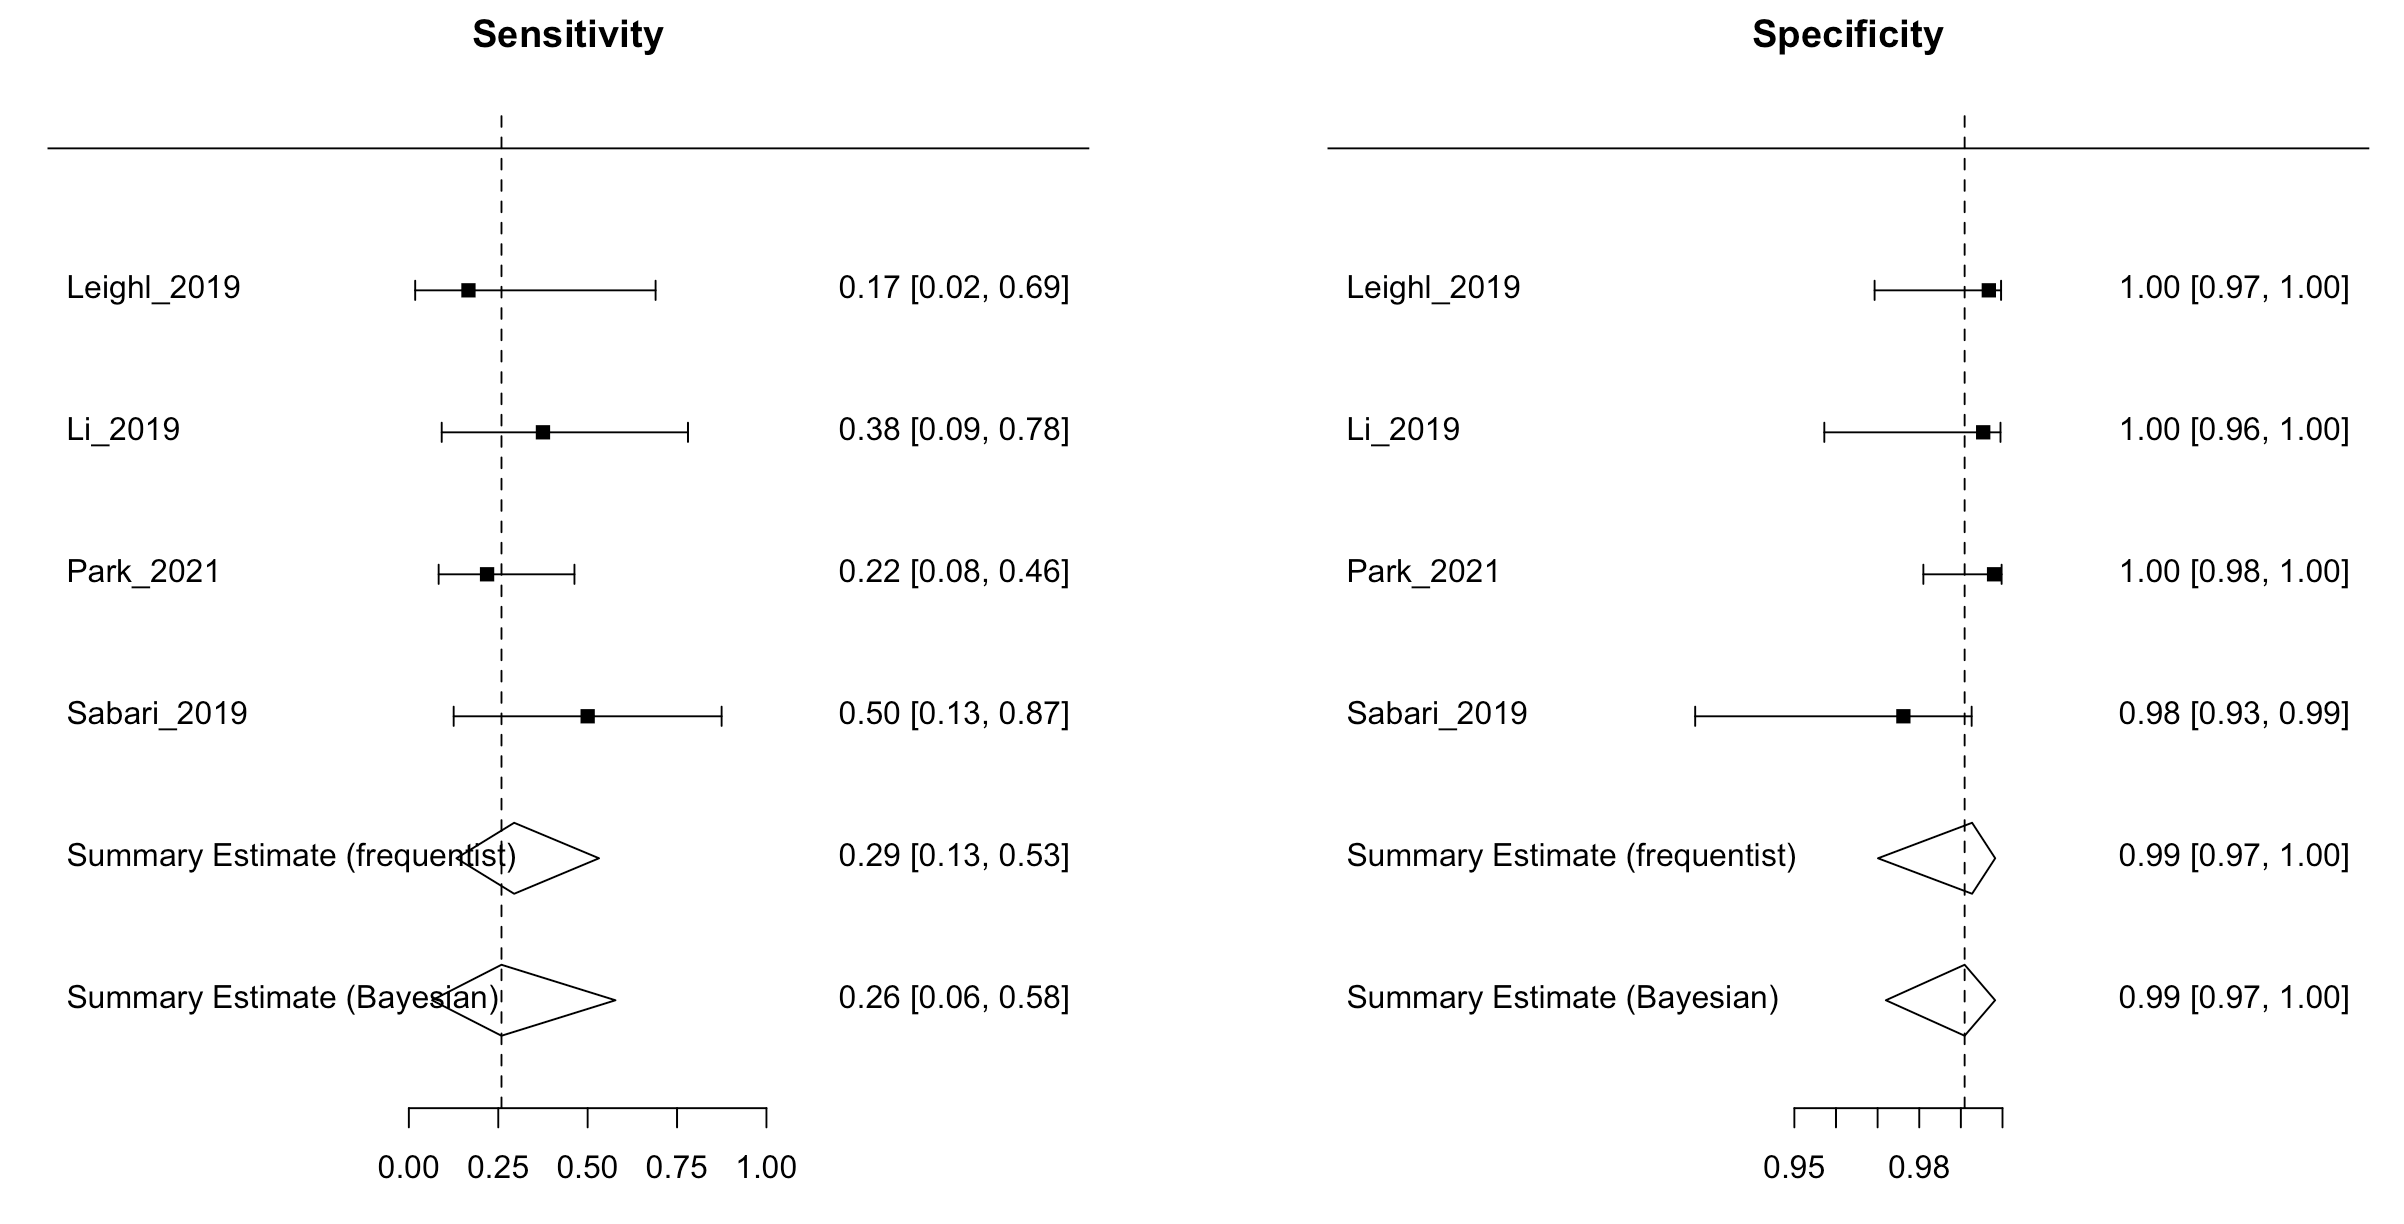 Sensitivity
Leighl_2019 0.17 [0.02, 0.69]
Li_2019 0.38 [0.09, 0.78]
Park_2021 0.22 [0.08, 0.46]
Sabari_2019 0.50 [0.13, 0.87]
Summary Estimate (frequentist) 0.29 [0.13, 0.53]
Summary Estimate (Bayesian) 0.26 [0.06, 0.58]
0.00 0.25 0.50 0.75 1.00
Specificity
Leighl_2019 1.00 [0.97, 1.00]
Li_2019 1.00 [0.96, 1.00]
Park_2021 1.00 [0.98, 1.00]
Sabari_2019 0.98 [0.93, 0.99]
Summary Estimate (frequentist) 0.99 [0.97, 1.00]
Summary Estimate (Bayesian) 0.99 [0.97, 1.00]
0.95 0.98